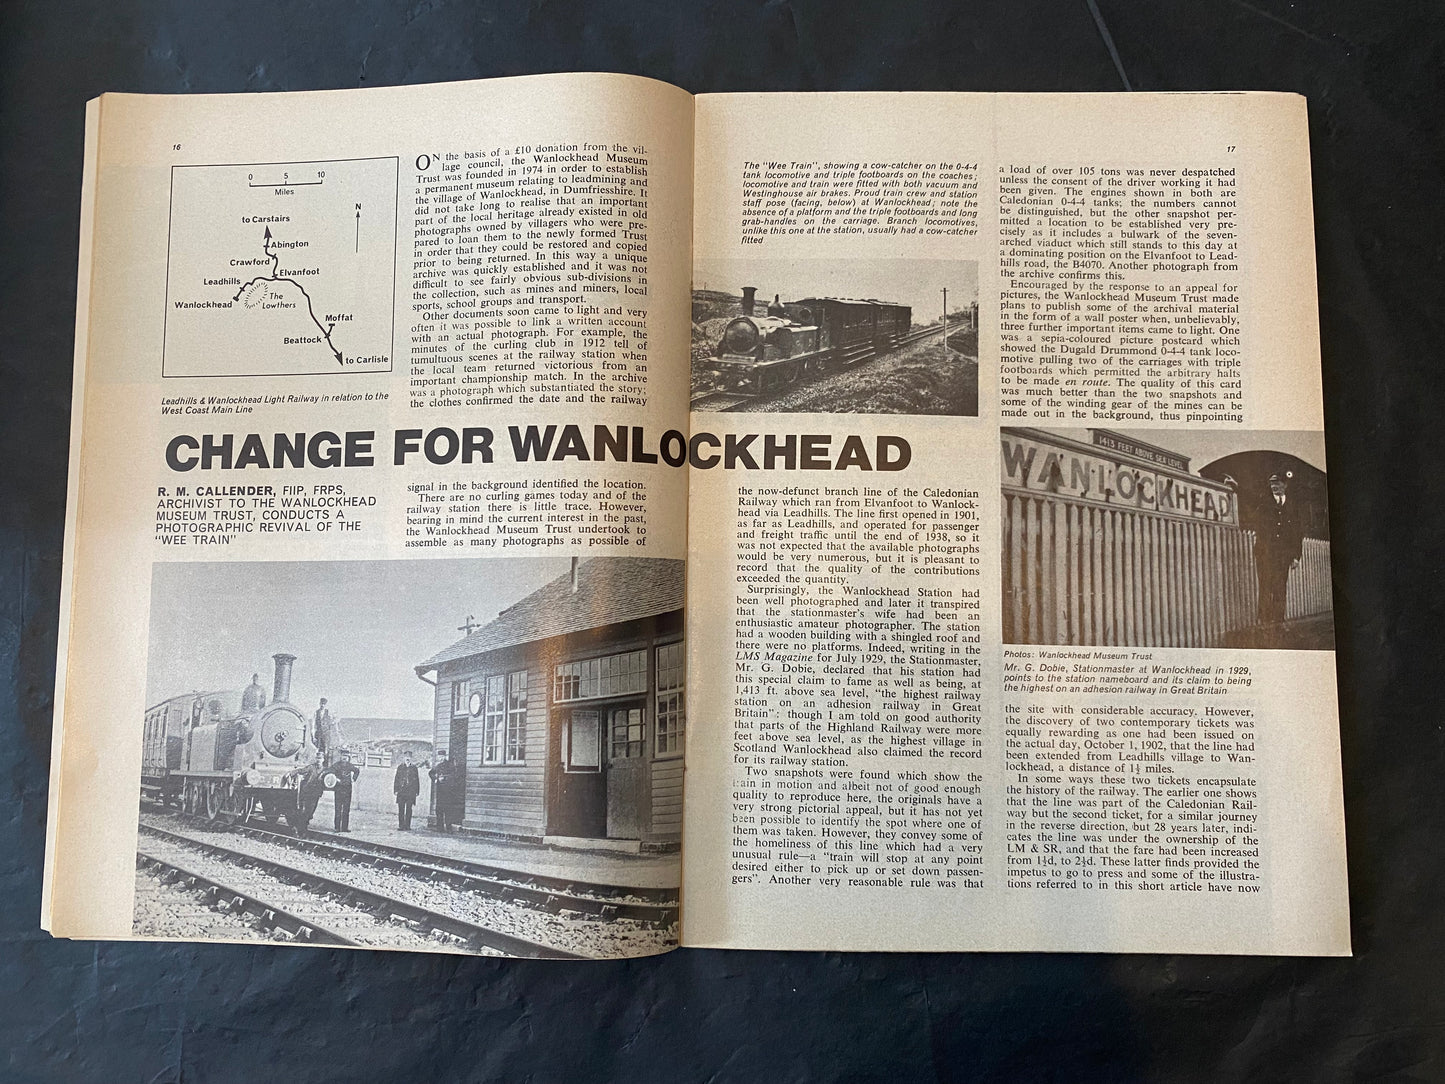 16
0 5 10
Miles
N
to Carstairs
Abington
Crawford
Elvanfoot
Leadhills
The
Lowthers
Wanlockhead
Moffat
Beattock
to Carlisle
Leadhills & Wanlockhead Light Railway in relation to the
West Coast Main Line
ON the basis of a £10 donation from the vil-
lage council, the Wanlockhead Museum
Trust was founded in 1974 in order to establish
a permanent museum relating to leadmining and
the village of Wanlockhead, in Dumfriesshire. It
did not take long to realise that an important
part of the local heritage already existed in old
photographs owned by villagers who were pre-
pared to loan them to the newly formed Trust
in order that they could be restored and copied
prior to being returned. In this way a unique
archive was quickly established and it was not
difficult to see fairly obvious sub-divisions in
the collection, such as mines and miners, local
sports, school groups and transport.
Other documents soon came to light and very
often it was possible to link a written account
with an actual photograph. For example, the
minutes of the curling club in 1912 tell of
tumultuous scenes at the railway station when
the local team returned victorious from an
important championship match. In the archive
was a photograph which substantiated the story;
the clothes confirmed the date and the railway
CHANGE FOR WANLOCKHEAD
R. M. CALLENDER, FIIP, FRPS,
ARCHIVIST TO THE WANLOCKHEAD
MUSEUM TRUST, CONDUCTS A
PHOTOGRAPHIC REVIVAL OF THE
"WEE TRAIN"
signal in the background identified the location.
There are no curling games today and of the
railway station there is little trace. However,
bearing in mind the current interest in the past,
the Wanlockhead Museum Trust undertook to
assemble as many photographs as possible of
17
The "Wee Train", showing a cow-catcher on the 0-4-4
tank locomotive and triple footboards on the coaches;
locomotive and train were fitted with both vacuum and
Westinghouse air brakes. Proud train crew and station
staff pose (facing, below) at Wanlockhead; note the
absence of a platform and the triple footboards and long
grab-handles on the carriage. Branch locomotives,
unlike this one at the station, usually had a cow-catcher
fitted
the now-defunct branch line of the Caledonian
Railway which ran from Elvanfoot to Wanlock-
head via Leadhills. The line first opened in 1901,
as far as Leadhills, and operated for passenger
and freight traffic until the end of 1938, so it
was not expected that the available photographs
would be very numerous, but it is pleasant to
record that the quality of the contributions
exceeded the quantity.
Surprisingly, the Wanlockhead Station had
been well photographed and later it transpired
that the stationmaster's wife had been an
enthusiastic amateur photographer. The station
had a wooden building with a shingled roof and
there were no platforms. Indeed, writing in the
LMS Magazine for July 1929, the Stationmaster,
Mr. G. Dobie, declared that his station had
this special claim to fame as well as being, at
1,413 ft. above sea level, "the highest railway
station on an adhesion railway in Great
Britain": though I am told on good authority
that parts of the Highland Railway were more
feet above sea level, as the highest village in
Scotland Wanlockhead also claimed the record
for its railway station.
Two snapshots were found which show the
train in motion and albeit not of good enough
quality to reproduce here, the originals have a
very strong pictorial appeal, but it has not yet
been possible to identify the spot where one of
them was taken. However, they convey some of
the homeliness of this line which had a very
unusual rule—a "train will stop at any point
desired either to pick up or set down passen-
gers". Another very reasonable rule was that
a load of over 105 tons was never despatched
unless the consent of the driver working it had
been given. The engines shown in both are
Caledonian 0-4-4 tanks; the numbers cannot
be distinguished, but the other snapshot per-
mitted a location to be established very pre-
cisely as it includes a bulwark of the seven-
arched viaduct which still stands to this day at
a dominating position on the Elvanfoot to Lead-
hills road, the B4070. Another photograph from
the archive confirms this.
Encouraged by the response to an appeal for
pictures, the Wanlockhead Museum Trust made
plans to publish some of the archival material
in the form of a wall poster when, unbelievably,
three further important items came to light. One
was a sepia-coloured picture postcard which
showed the Dugald Drummond 0-4-4 tank loco-
motive pulling two of the carriages with triple
footboards which permitted the arbitrary halts
to be made en route. The quality of this card
was much better than the two snapshots and
some of the winding gear of the mines can be
made out in the background, thus pinpointing
1413 FEET ABOVE SEA LEVEL
WANLOCKHEAD
Photos: Wanlockhead Museum Trust
Mr. G. Dobie, Stationmaster at Wanlockhead in 1929,
points to the station nameboard and its claim to being
the highest on an adhesion railway in Great Britain
the site with considerable accuracy. However,
the discovery of two contemporary tickets was
equally rewarding as one had been issued on
the actual day, October 1, 1902, that the line had
been extended from Leadhills village to Wan-
lockhead, a distance of 1½ miles.
In some ways these two tickets encapsulate
the history of the railway. The earlier one shows
that the line was part of the Caledonian Rail-
way but the second ticket, for a similar journey
in the reverse direction, but 28 years later, indi-
cates the line was under the ownership of the
LM & SR, and that the fare had been increased
from 1½d, to 2½d. These latter finds provided the
impetus to go to press and some of the illustra-
tions referred to in this short article have now